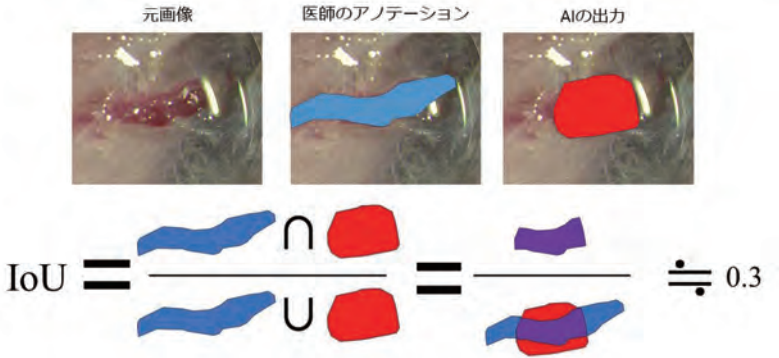 元画像
医師のアノテーション
AIの出力
IoU = ∩ = ≒ 0.3
∪